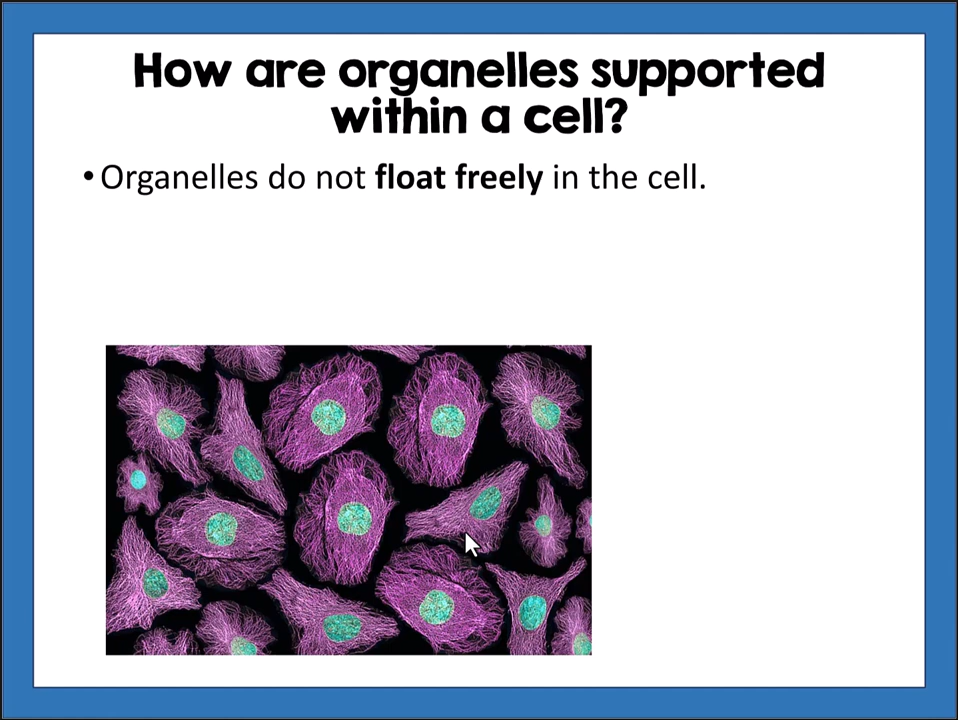 How are organelles supported
within a cell?
•Organelles do not float freely in the cell.